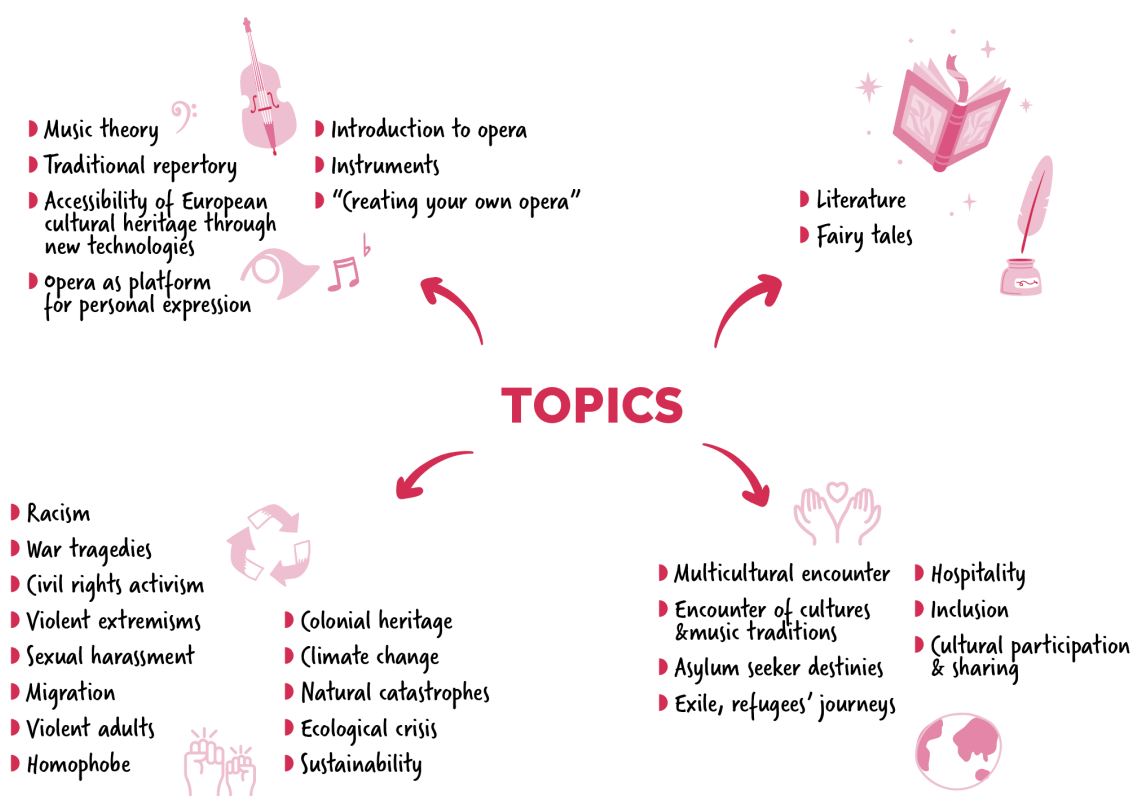 Music theory
Traditional repertory
Accessibility of European
cultural heritage through
new technologies
Opera as platform
for personal expression
Introduction to opera
Instruments
"Creating your own opera"
Literature
Fairy tales
TOPICS
Racism
War tragedies
Civil rights activism
Violent extremisms
Sexual harassment
Migration
Violent adults
Homophobe
Colonial heritage
Climate change
Natural catastrophes
Ecological crisis
Sustainability
Multicultural encounter
Encounter of cultures
&music traditions
Asylum seeker destinies
Exile, refugees' journeys
Hospitality
Inclusion
Cultural participation
& sharing